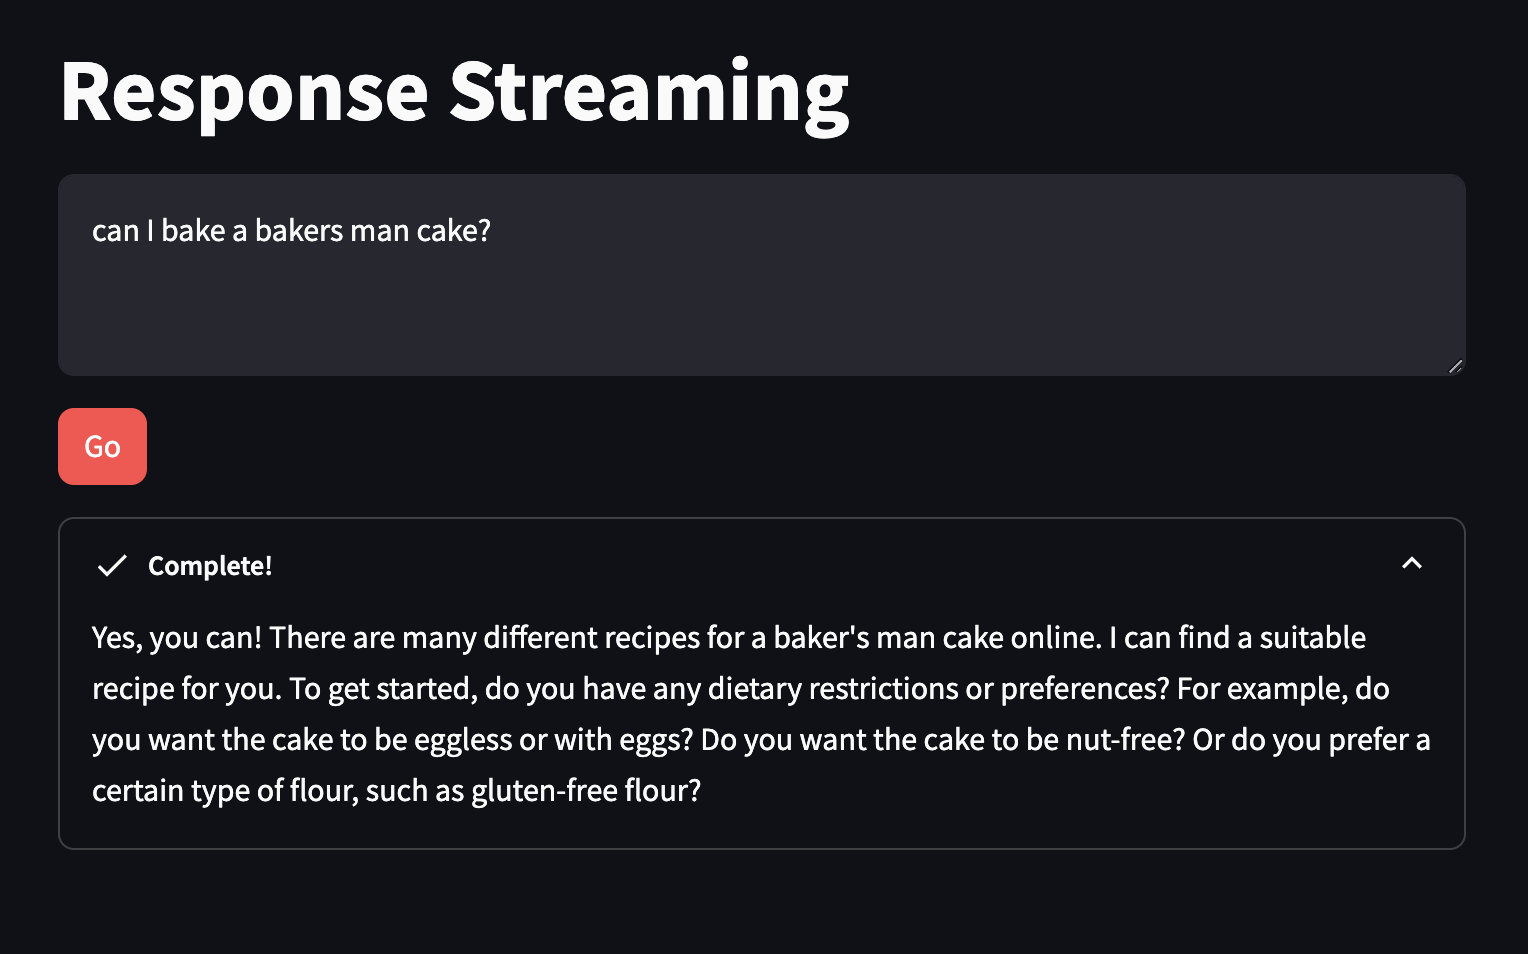 Response Streaming
can I bake a bakers man cake?
Go
Complete!
Yes, you can! There are many different recipes for a baker's man cake online. I can find a suitable
recipe for you. To get started, do you have any dietary restrictions or preferences? For example, do
you want the cake to be eggless or with eggs? Do you want the cake to be nut-free? Or do you prefer a
certain type of flour, such as gluten-free flour?